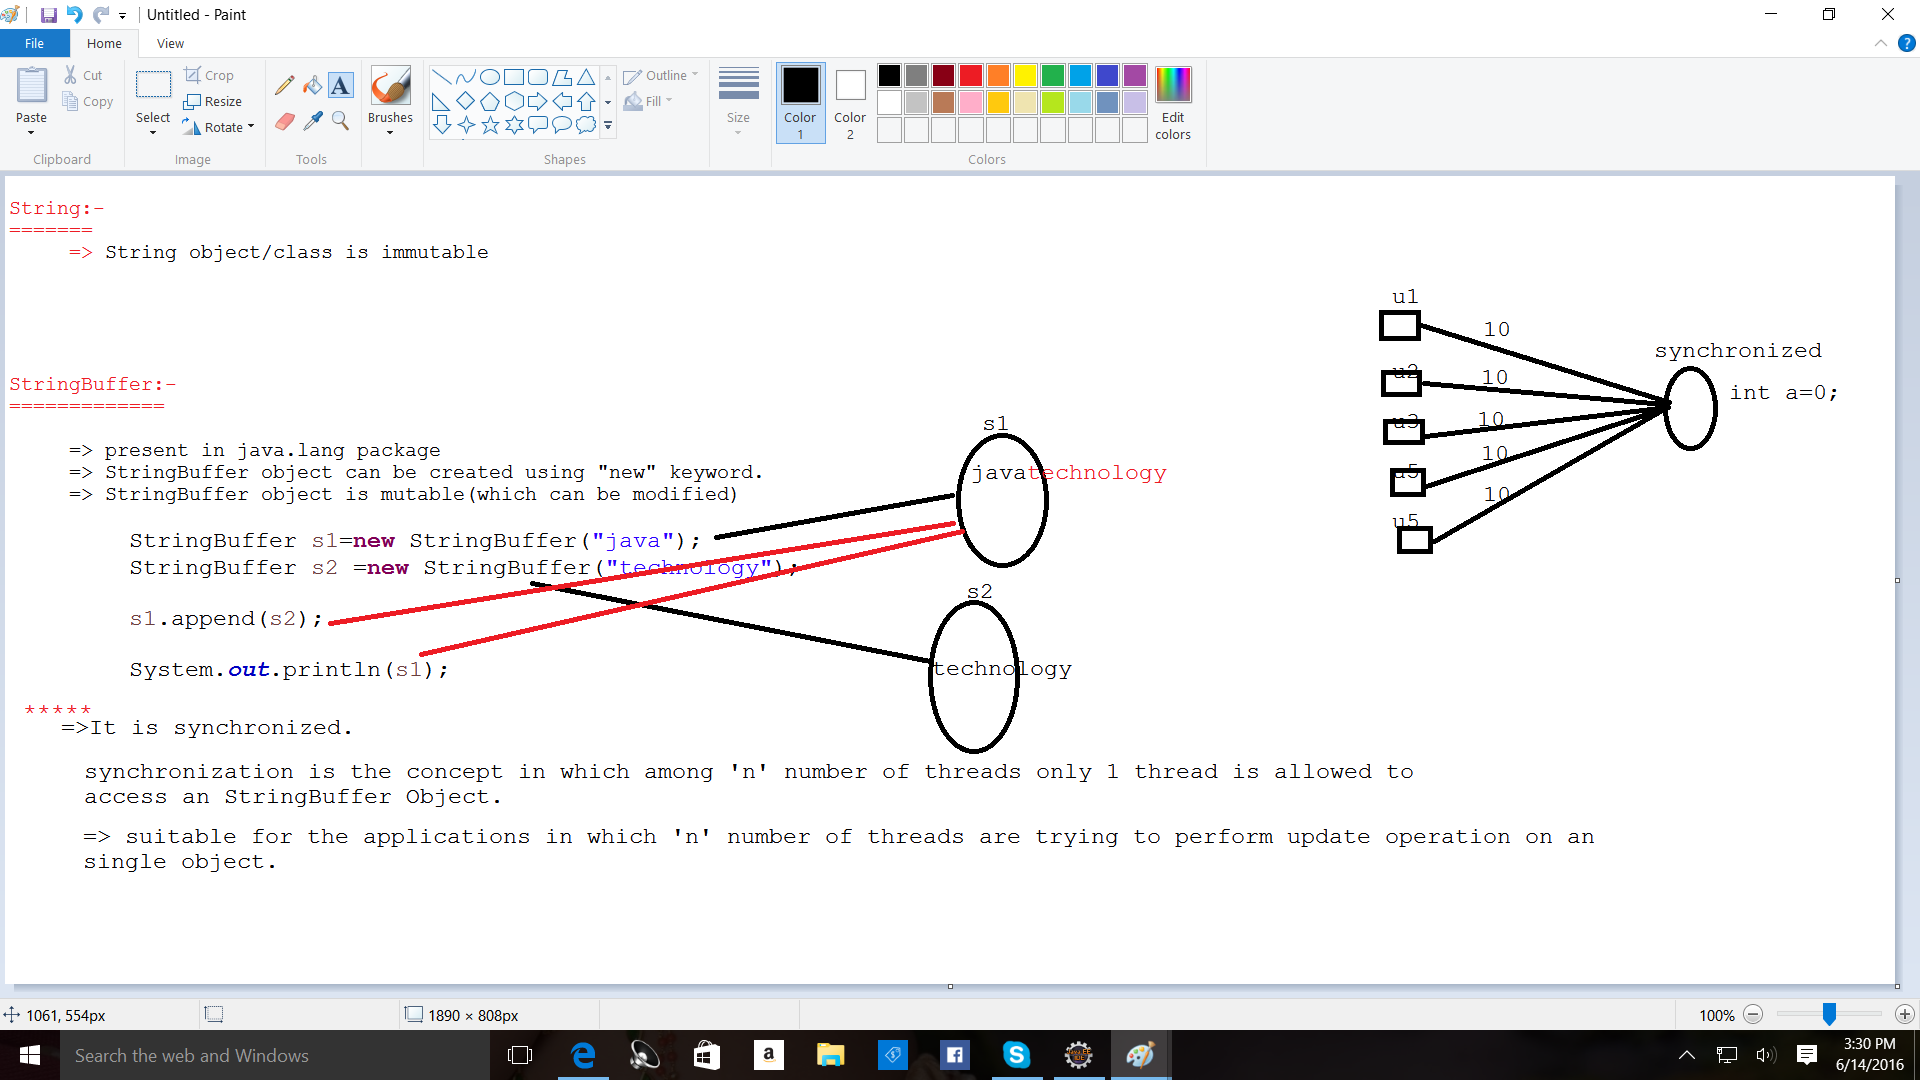 Untitled - Paint
File
Home
View
Paste
Cut
Copy
Clipboard
Select
Crop
Resize
Rotate
Image
A
Tools
Brushes
Shapes
Outline
Fill
Size
Color 1
Color 2
Edit colors
Colors
String:-
=======
=> String object/class is immutable
StringBuffer:-
=============
=> present in java.lang package
=> StringBuffer object can be created using "new" keyword.
=> StringBuffer object is mutable(which can be modified)
StringBuffer s1=new StringBuffer("java");
StringBuffer s2 =new StringBuffer("technology");
s1.append(s2);
System.out.println(s1);
*****
=>It is synchronized.
synchronization is the concept in which among 'n' number of threads only 1 thread is allowed to
access an StringBuffer Object.
=> suitable for the applications in which 'n' number of threads are trying to perform update operation on an
single object.
s1
javatechnology
s2
technology
u1
10
u2
10
u3
10
u5
10
u5
10
synchronized
int a=0;
1061, 554px
1890 × 808px
100%
Search the web and Windows
3:30 PM
6/14/2016